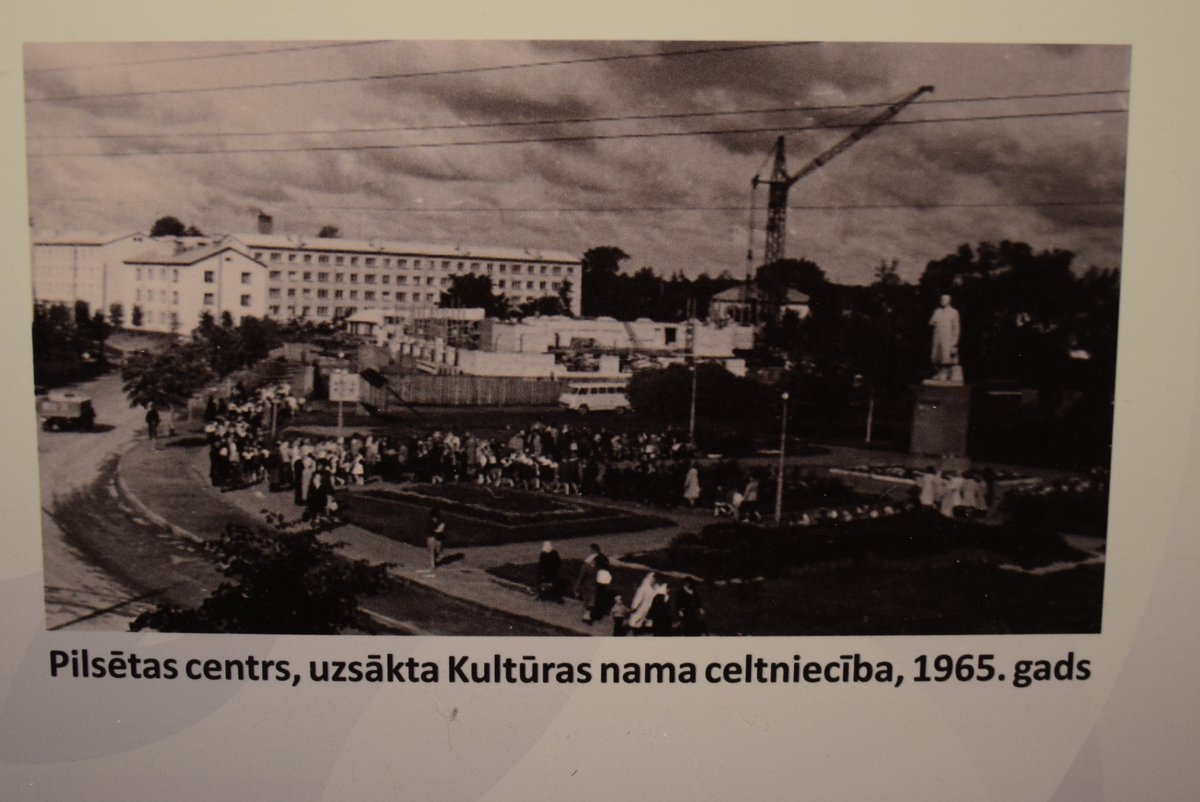 Pilsētas centrs, uzsākta Kultūras nama celtniecība, 1965. gads